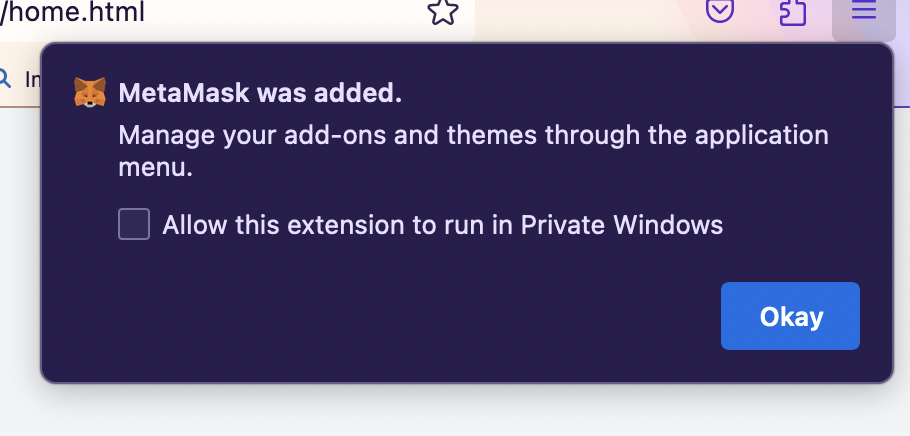 /home.html
In
MetaMask was added.
Manage your add-ons and themes through the application
menu.
Allow this extension to run in Private Windows
Okay